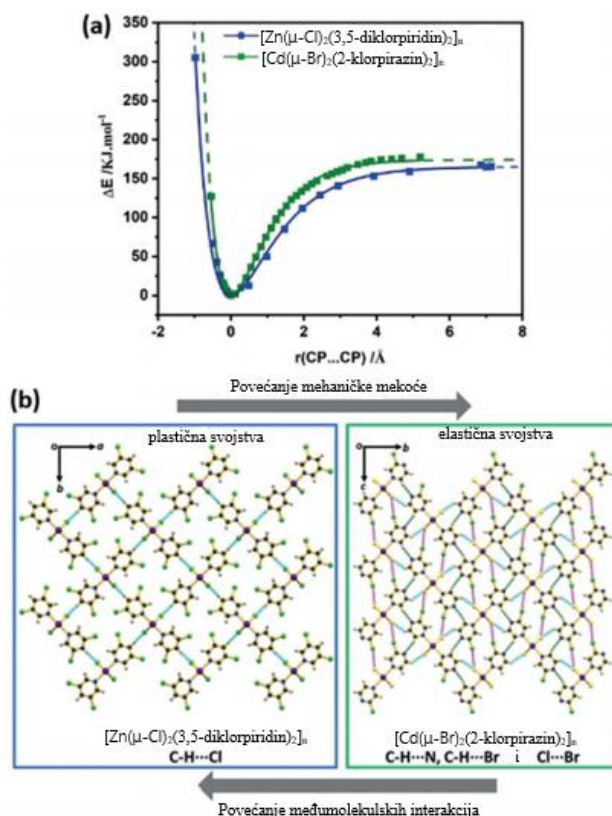 (a)
[Zn(μ-Cl)₂(3,5-diklorpiridin)₂]ₙ
[Cd(μ-Br)₂(2-klorpirazin)₂]ₙ
350
300
250
200
150
100
50
0
ΔE /KJ.mol⁻¹
-2 0 2 4 6 8
r(CP...CP) /Å
Povećanje mehaničke mekoće
(b)
plastična svojstva elastična svojstva
o a
b
o b
c
[Zn(μ-Cl)₂(3,5-diklorpiridin)₂]ₙ [Cd(μ-Br)₂(2-klorpirazin)₂]ₙ
C-H···Cl C-H···N, C-H···Br i Cl···Br
Povećanje međumolekulskih interakcija